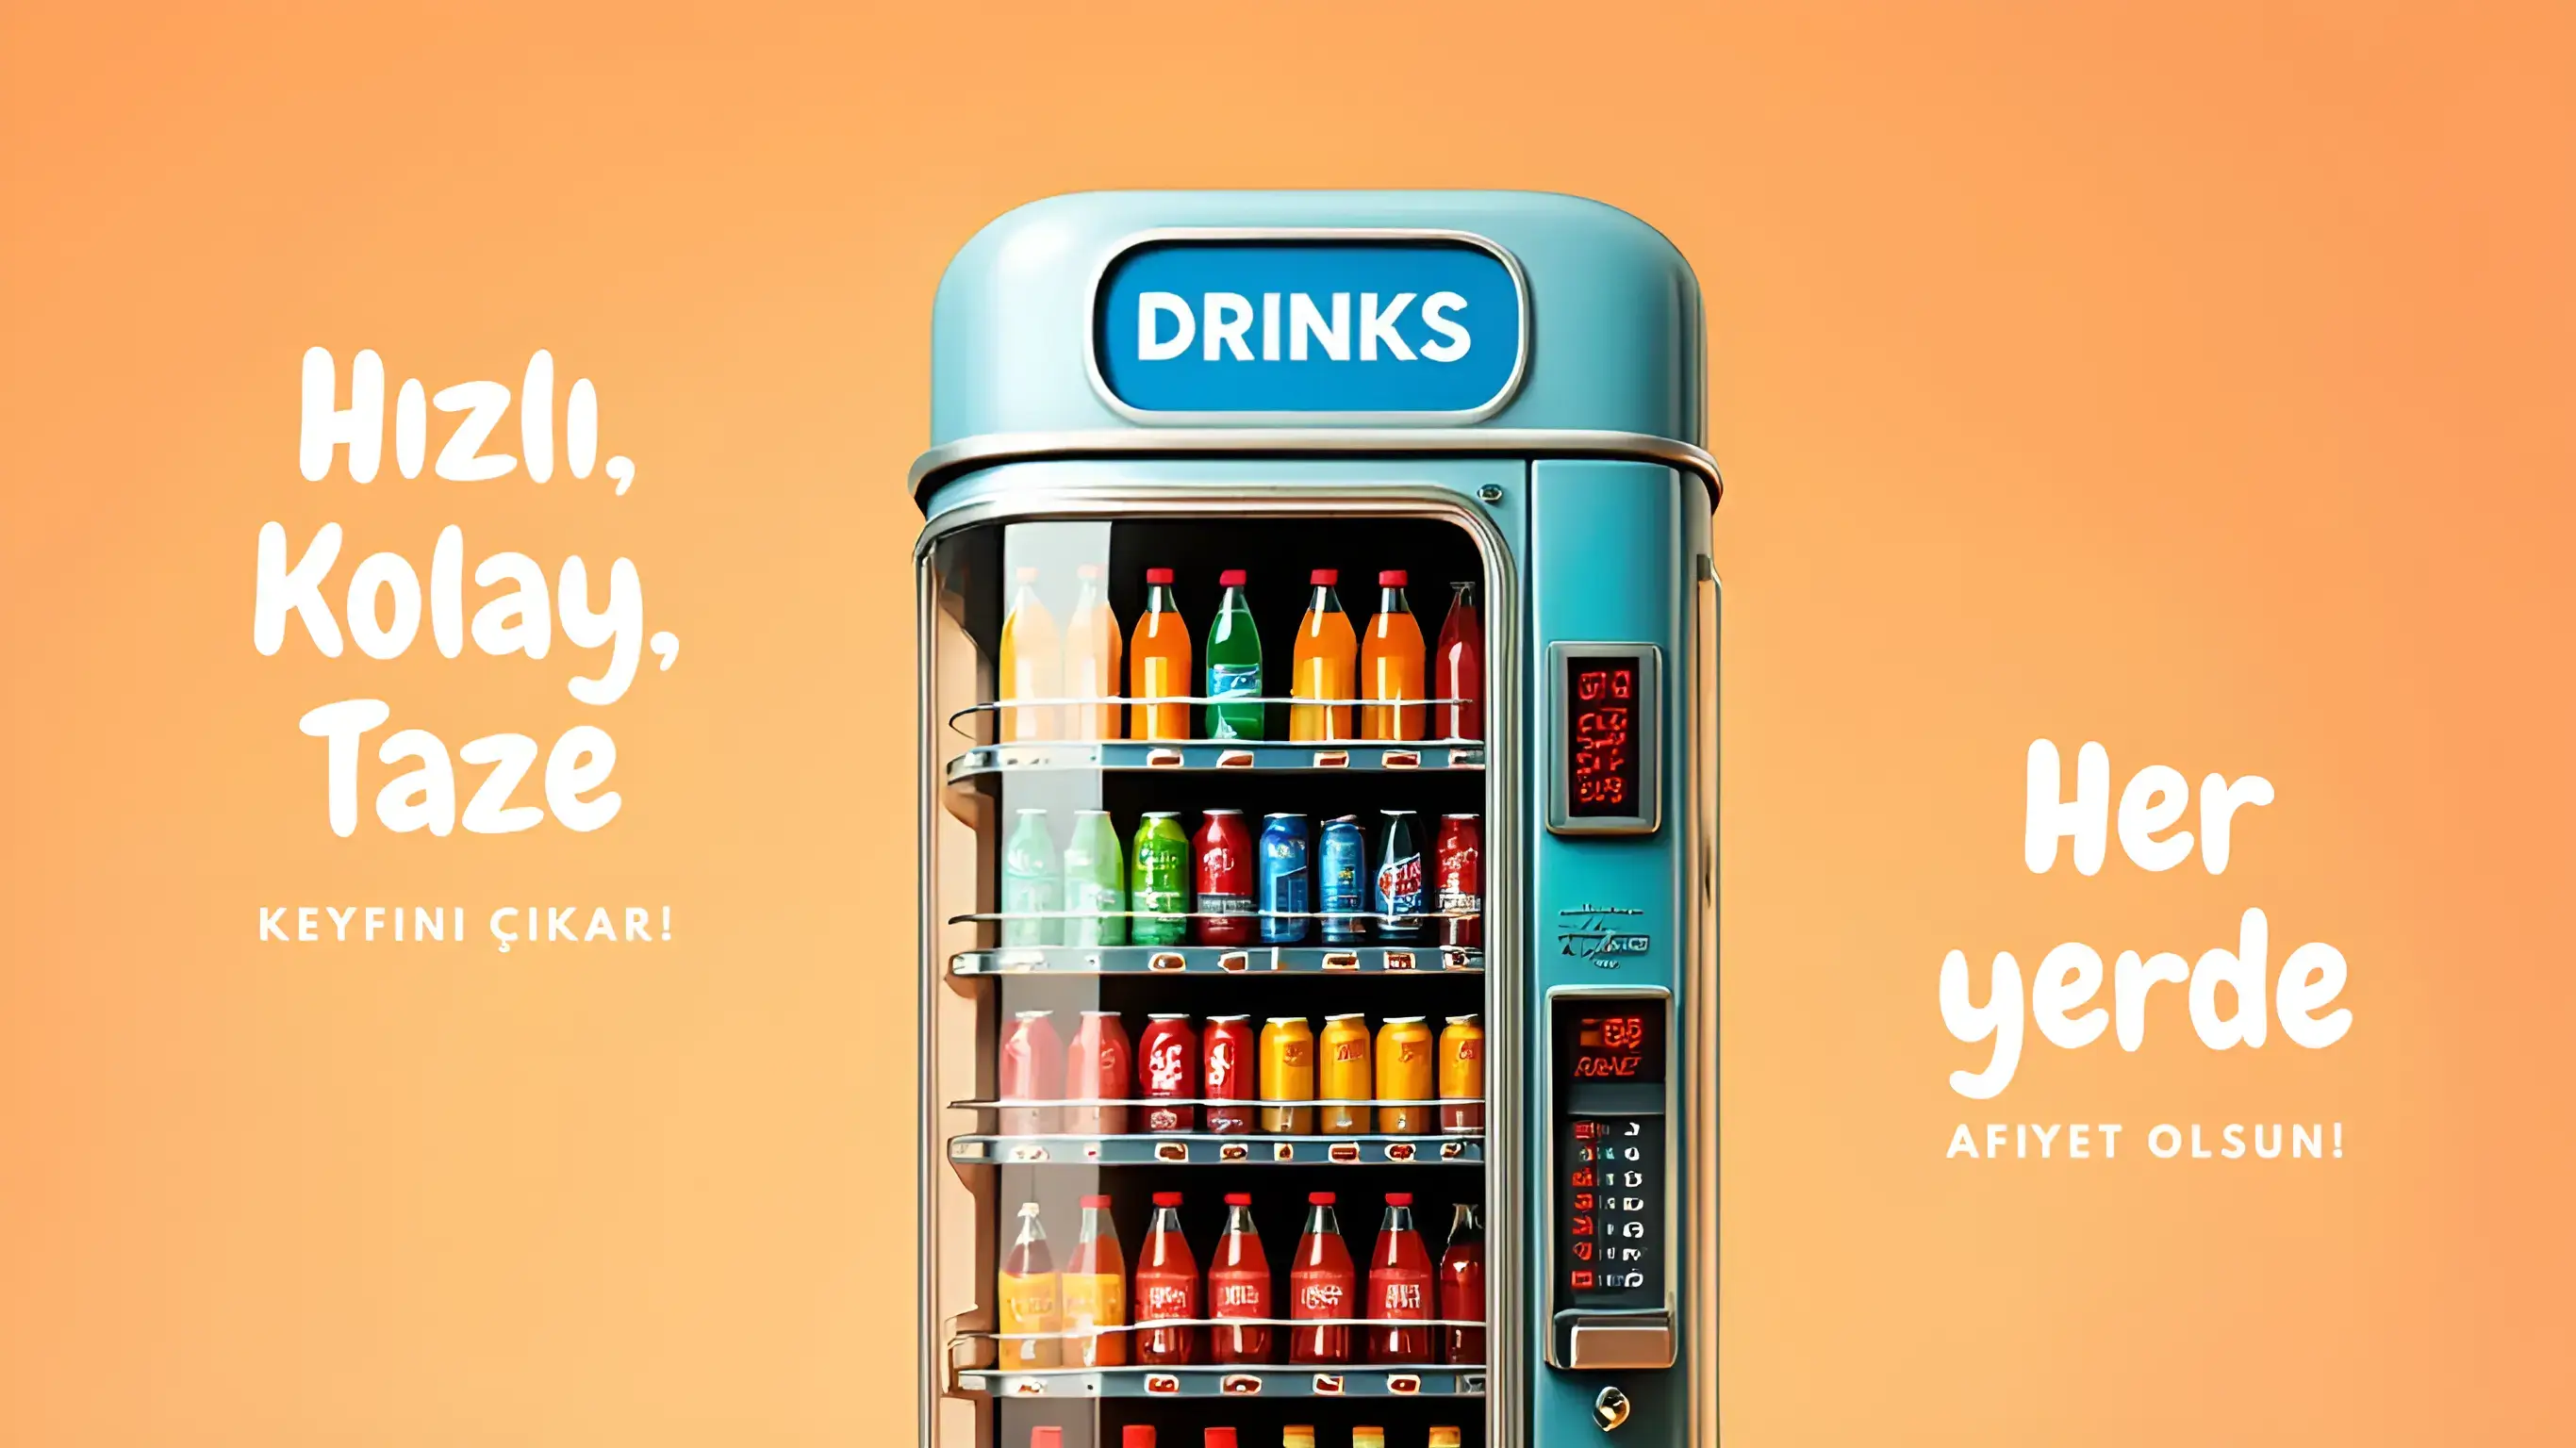 DRINKS
Hızlı,
Kolay,
Taze
KEYFINI ÇIKAR!
Her
yerde
AFIYET OLSUN!